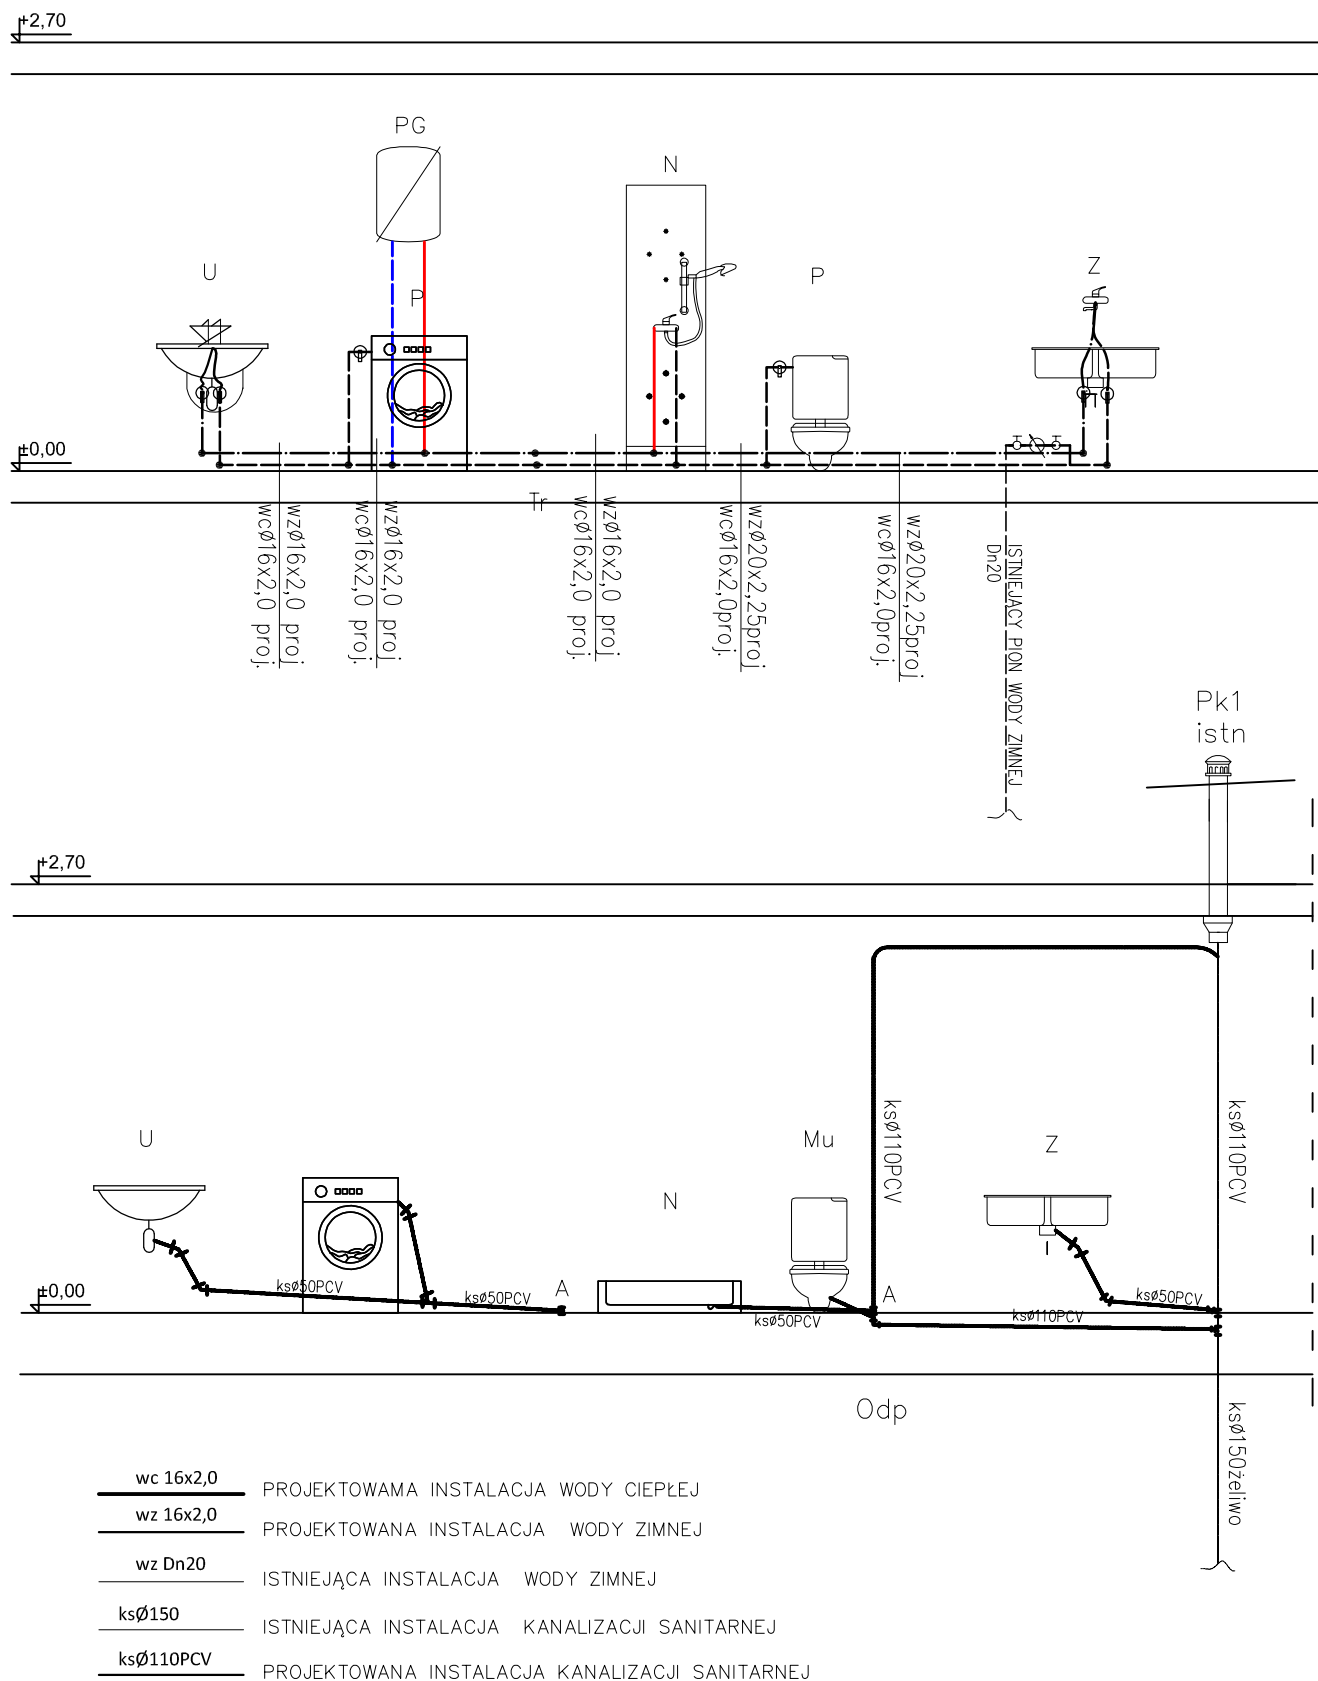 +2,70
PG
N
U
P
P
Z
±0,00
Tr
wzø16x2,0 proj
wcø16x2,0 proj.
wzø16x2,0 proj
wcø16x2,0 proj.
wzø16x2,0 proj
wcø16x2,0 proj.
wzø20x2,25proj
wcø16x2,0proj.
wzø20x2,25proj
wcø16x2,0proj.
ISTNIEJACY PION WODY ZIMNEJ
Dn20
Pk1
istn
+2,70
ksø110PCV
ksø110PCV
U
Mu
Z
N
±0,00
ksø50PCV
ksø50PCV
A
ksø50PCV
A
ksø110PCV
ksø50PCV
Odp
ksø150żeliwo
wc 16x2,0 PROJEKTOWAMA INSTALACJA WODY CIEPŁEJ
wz 16x2,0 PROJEKTOWANA INSTALACJA WODY ZIMNEJ
wz Dn20 ISTNIEJĄCA INSTALACJA WODY ZIMNEJ
ksØ150 ISTNIEJĄCA INSTALACJA KANALIZACJI SANITARNEJ
ksØ110PCV PROJEKTOWANA INSTALACJA KANALIZACJI SANITARNEJ